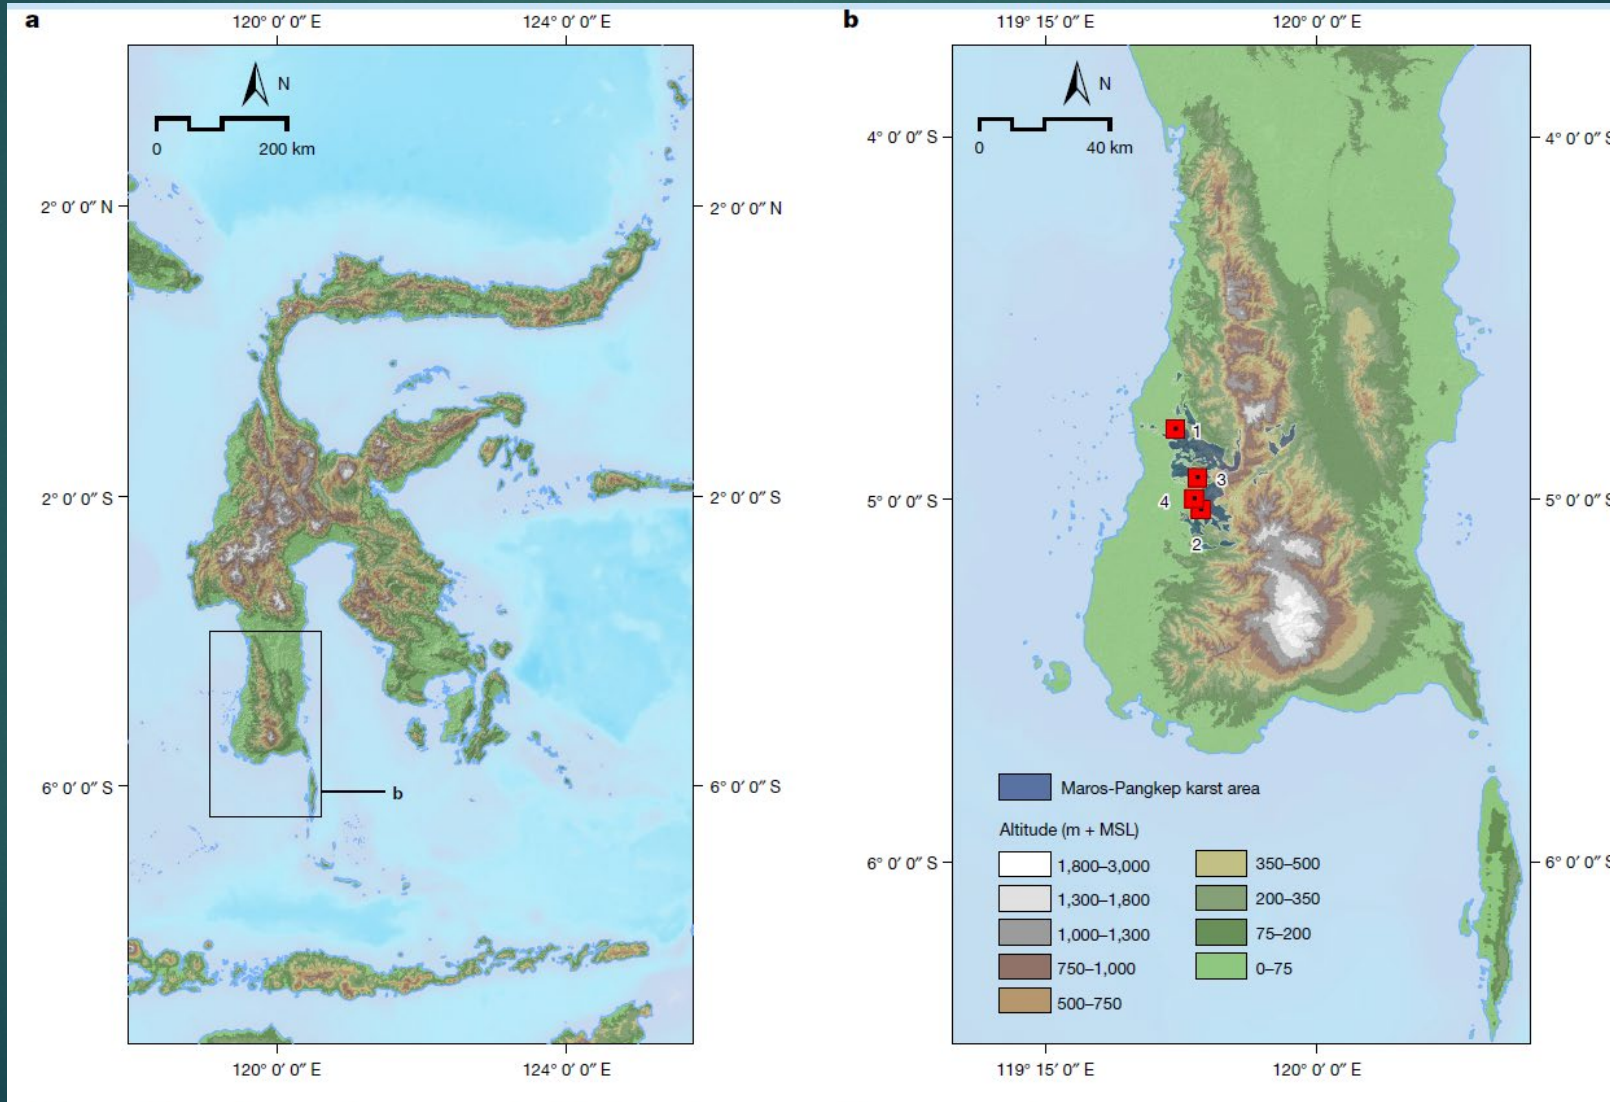 a
120° 0′ 0″ E
124° 0′ 0″ E
N
0
200 km
2° 0′ 0″ N
2° 0′ 0″ N
2° 0′ 0″ S
2° 0′ 0″ S
6° 0′ 0″ S
6° 0′ 0″ S
b
120° 0′ 0″ E
124° 0′ 0″ E
b
119° 15′ 0″ E
120° 0′ 0″ E
N
0
40 km
4° 0′ 0″ S
4° 0′ 0″ S
1
3
4
2
5° 0′ 0″ S
5° 0′ 0″ S
Maros-Pangkep karst area
Altitude (m + MSL)
1,800–3,000
1,300–1,800
1,000–1,300
750–1,000
500–750
350–500
200–350
75–200
0–75
6° 0′ 0″ S
6° 0′ 0″ S
119° 15′ 0″ E
120° 0′ 0″ E